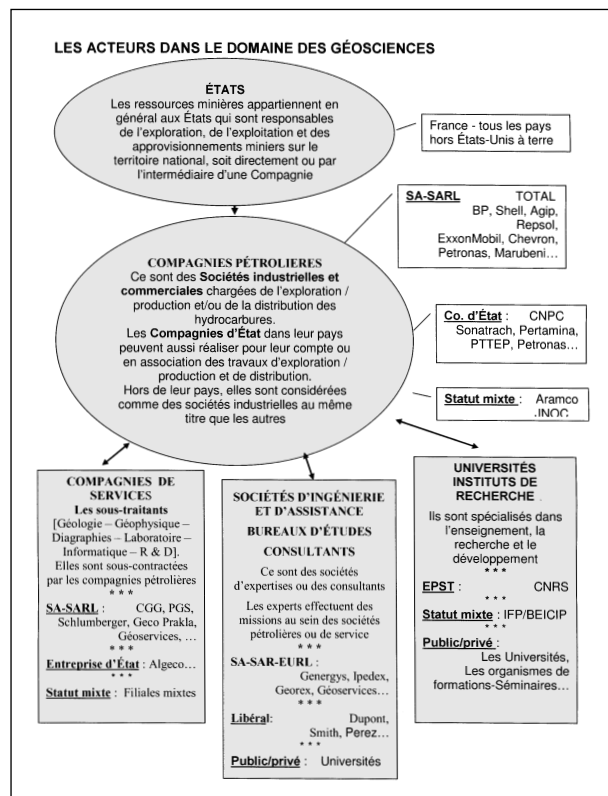 LES ACTEURS DANS LE DOMAINE DES GÉOSCIENCES
ÉTATS
Les ressources minières appartiennent en
général aux États qui sont responsables
de l'exploration, de l'exploitation et des
approvisionnements miniers sur le
territoire national, soit directement ou par
l'intermédiaire d'une Compagnie
France - tous les pays
hors États-Unis à terre
SA-SARL TOTAL
BP, Shell, Agip,
Repsol,
ExxonMobil, Chevron,
Petronas, Marubeni…
COMPAGNIES PÉTROLIERES
Ce sont des Sociétés industrielles et
commerciales chargées de l'exploration /
production et/ou de la distribution des
hydrocarbures.
Les Compagnies d'État dans leur pays
peuvent aussi réaliser pour leur compte ou
en association des travaux d'exploration /
production et de distribution.
Hors de leur pays, elles sont considérées
comme des sociétés industrielles au même
titre que les autres
Co. d'État : CNPC
Sonatrach, Pertamina,
PTTEP, Petronas…
Statut mixte : Aramco
JNOC
COMPAGNIES DE
SERVICES
Les sous-traitants
[Géologie – Géophysique –
Diagraphies – Laboratoire –
Informatique – R & D].
Elles sont sous-contractées
par les compagnies pétrolières
* * *
SA-SARL : CGG, PGS,
Schlumberger, Geco Prakla,
Géoservices, …
***
Entreprise d'État : Algeco…
* * *
Statut mixte : Filiales mixtes
SOCIÉTÉS D'INGÉNIERIE
ET D'ASSISTANCE
BUREAUX D'ÉTUDES
CONSULTANTS
Ce sont des sociétés
d'expertises ou des consultants
Les experts effectuent des
missions au sein des sociétés
pétrolières ou de service
***
SA-SAR-EURL :
Genergys, Ipedex,
Georex, Géoservices…
* * *
Libéral : Dupont,
Smith, Perez…
* * *
Public/privé : Universités
UNIVERSITÉS
INSTITUTS DE
RECHERCHE
Ils sont spécialisés dans
l'enseignement, la
recherche et le
développement
* * *
EPST : CNRS
* * *
Statut mixte : IFP/BEICIP
* * *
Public/privé :
Les Universités,
Les organismes de
formations-Séminaires…